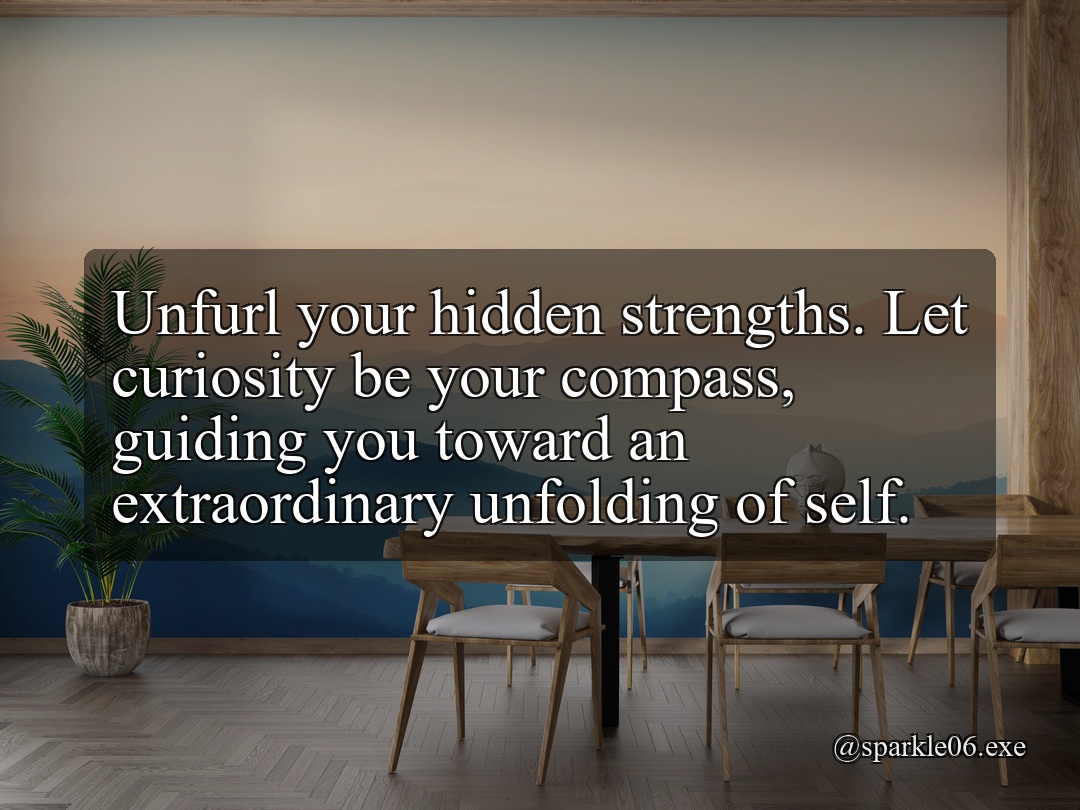 Unfurl your hidden strengths. Let
curiosity be your compass,
guiding you toward an
extraordinary unfolding of self.
@sparkle06.exe